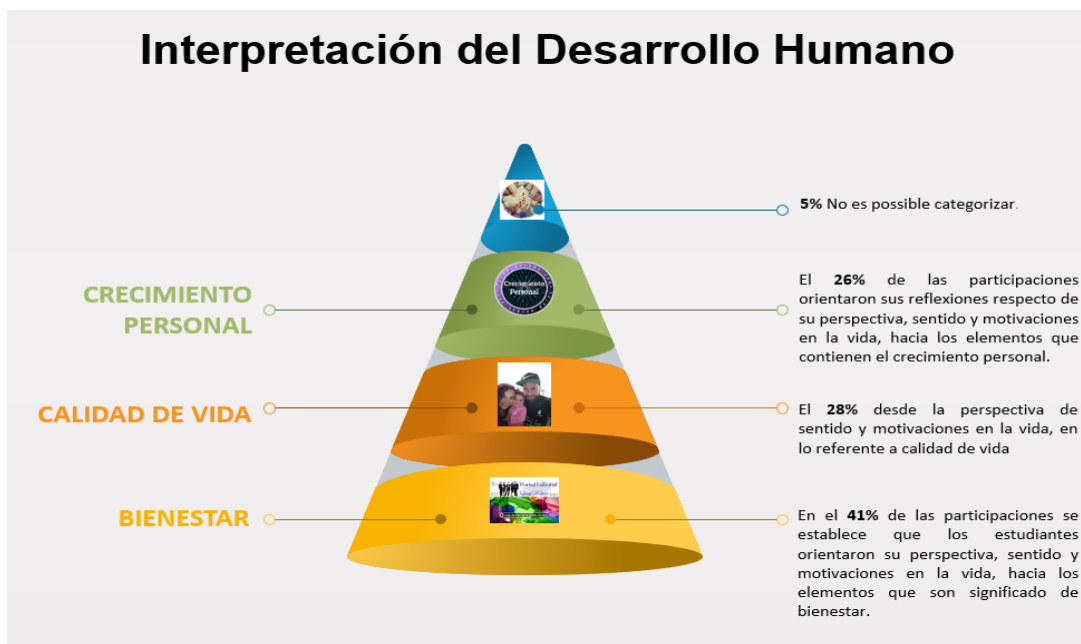 Interpretación del Desarrollo Humano
5% No es possible categorizar.
CRECIMIENTO
PERSONAL
Crecimiento
Personal
El 26% de las participaciones
orientaron sus reflexiones respecto de
su perspectiva, sentido y motivaciones
en la vida, hacia los elementos que
contienen el crecimiento personal.
CALIDAD DE VIDA
El 28% desde la perspectiva de
sentido y motivaciones en la vida, en
lo referente a calidad de vida
BIENESTAR
Portal Laboral
En el 41% de las participaciones se
establece que los estudiantes
orientaron su perspectiva, sentido y
motivaciones en la vida, hacia los
elementos que son significado de
bienestar.